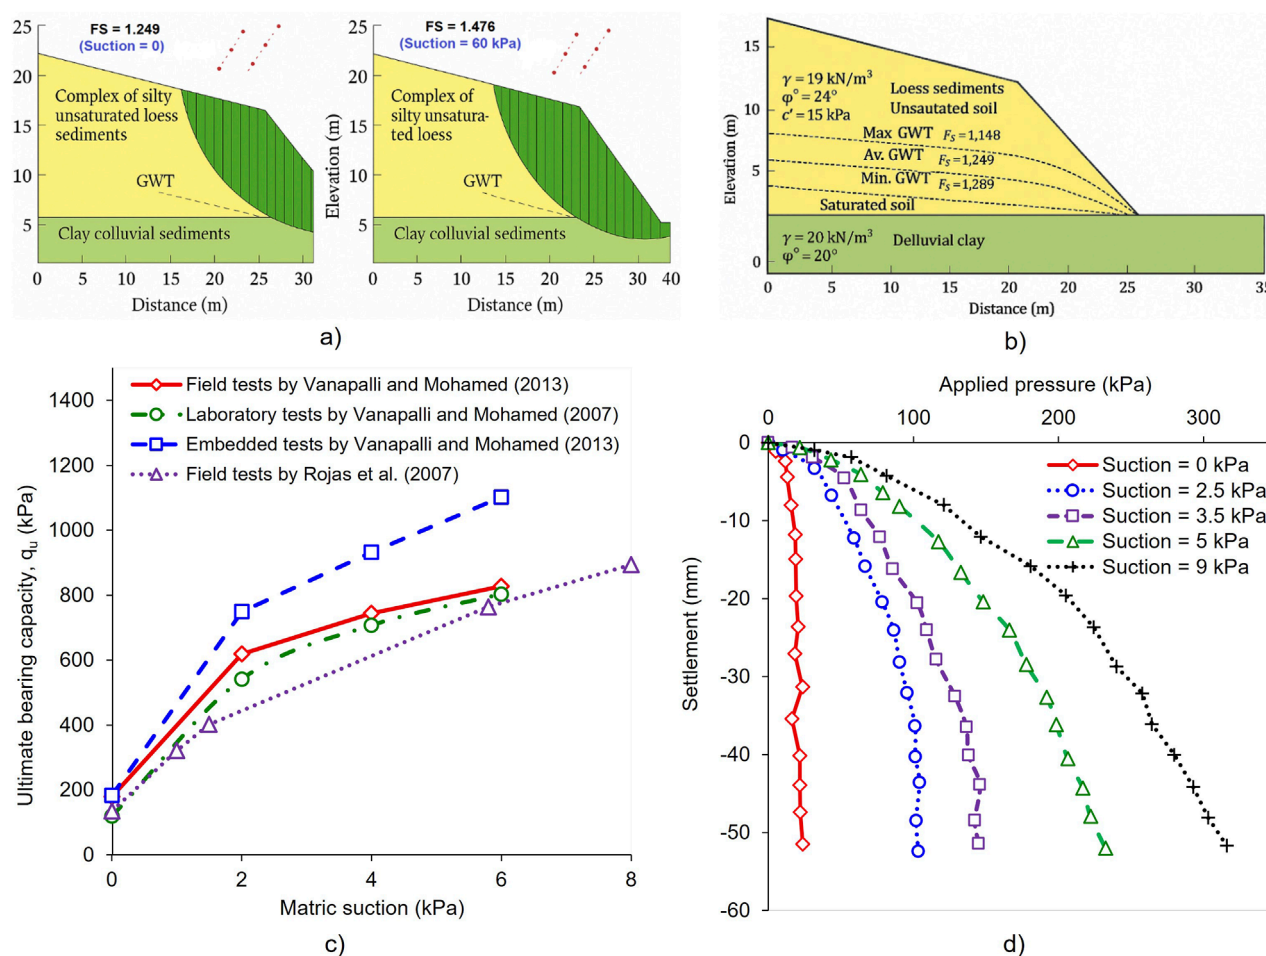 FS = 1.249
(Suction = 0)
25
20
15
10
5
Complex of silty
unsaturated loess
sediments
GWT
Clay colluvial sediments
0 5 10 15 20 25 30
Distance (m)
FS = 1.476
(Suction = 60 kPa)
Elevation (m)
25
20
15
10
5
Complex of
silty unsatura-
ted loess
GWT
Clay colluvial sediments
0 5 10 15 20 25 30 40
Distance (m)
a)
Elevation (m)
15
10
5
0
γ = 19 kN/m³
φ° = 24°
c' = 15 kPa
Loess sediments
Unsautated soil
Max GWT Fs = 1,148
Av. GWT Fs = 1,249
Min. GWT Fs = 1,289
Saturated soil
γ = 20 kN/m³
φ° = 20°
Delluvial clay
0 5 10 15 20 20 25 30 35
Distance (m)
b)
Ultimate bearing capacity, qu (kPa)
1400
1200
1000
800
600
400
200
0
Field tests by Vanapalli and Mohamed (2013)
Laboratory tests by Vanapalli and Mohamed (2007)
Embedded tests by Vanapalli and Mohamed (2013)
Field tests by Rojas et al. (2007)
0 2 4 6 8
Matric suction (kPa)
c)
Applied pressure (kPa)
0 100 200 300
Settlement (mm)
0
-10
-20
-30
-40
-50
-60
Suction = 0 kPa
Suction = 2.5 kPa
Suction = 3.5 kPa
Suction = 5 kPa
Suction = 9 kPa
d)